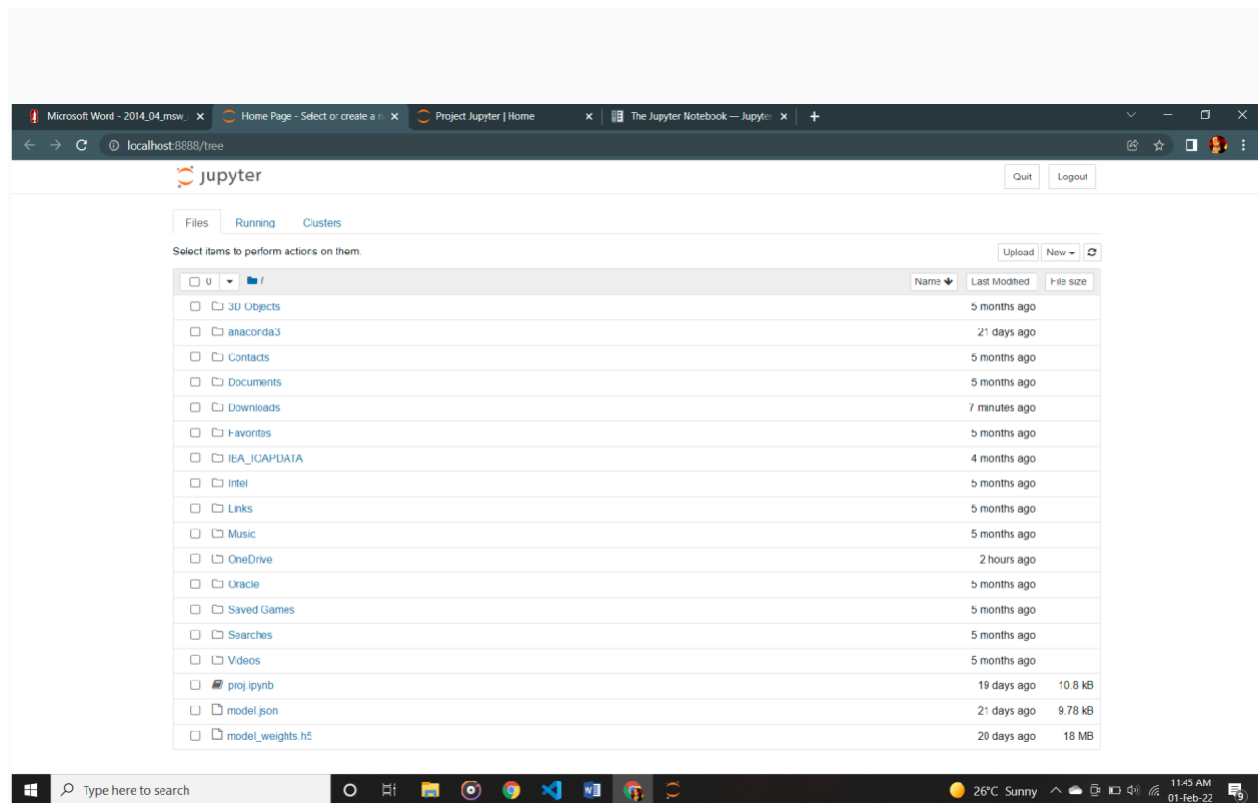 Microsoft Word - 2014_04_msw_ Home Page - Select or create a n Project Jupyter | Home The Jupyter Notebook — Jupyte
localhost:8888/tree
jupyter Quit Logout
Files Running Clusters
Select items to perform actions on them. Upload New
0 / Name Last Modified File size
3D Objects 5 months ago
anaconda3 21 days ago
Contacts 5 months ago
Documents 5 months ago
Downloads 7 minutes ago
Favorites 5 months ago
5 months ago
Intel 5 months ago
Links 5 months ago
Music 5 months ago
OneDrive 2 hours ago
Oracle 5 months ago
Saved Games 5 months ago
Searches 5 months ago
Videos 5 months ago
proj.ipynb 19 days ago 10.8 kB
model.json 21 days ago 9.78 kB
model_weights.h5 20 days ago 18 MB
Type here to search 26°C Sunny 11:45 AM
01-Feb-22 9